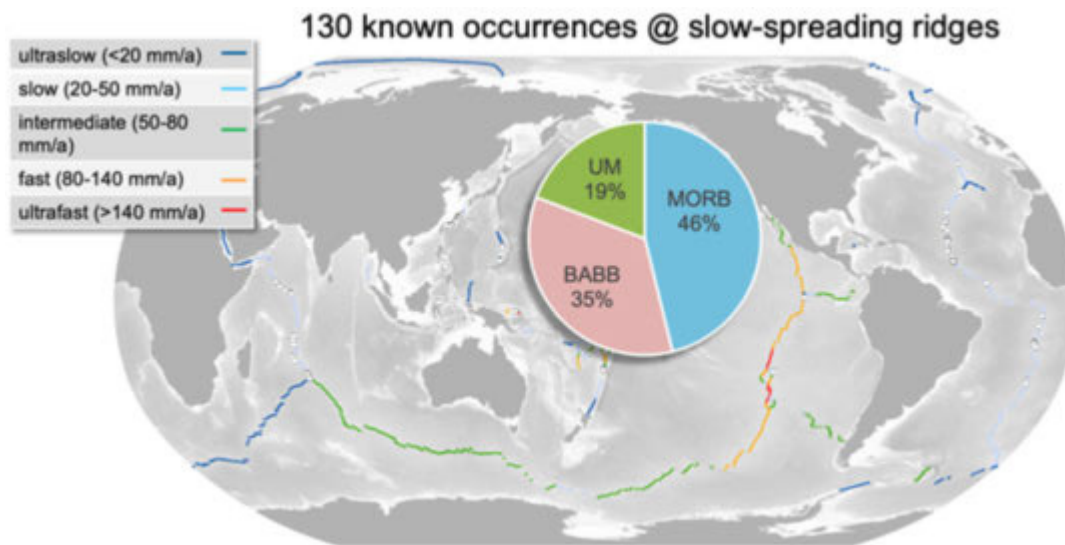 130 known occurrences @ slow-spreading ridges
ultraslow (<20 mm/a)
slow (20-50 mm/a)
intermediate (50-80
mm/a)
fast (80-140 mm/a)
ultrafast (>140 mm/a)
UM
19%
MORB
46%
BABB
35%